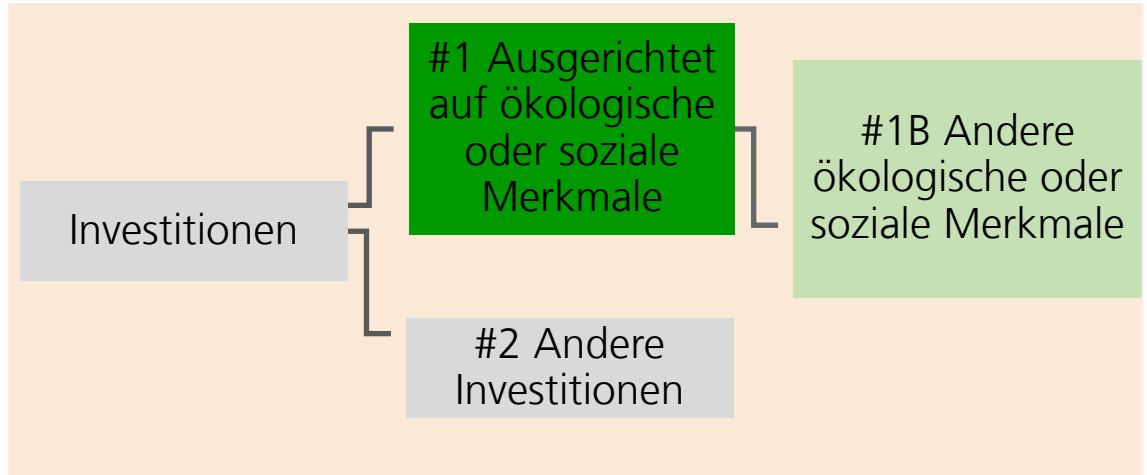 #1 Ausgerichtet
auf ökologische
oder soziale
Merkmale
#1B Andere
ökologische oder
soziale Merkmale
Investitionen
#2 Andere
Investitionen